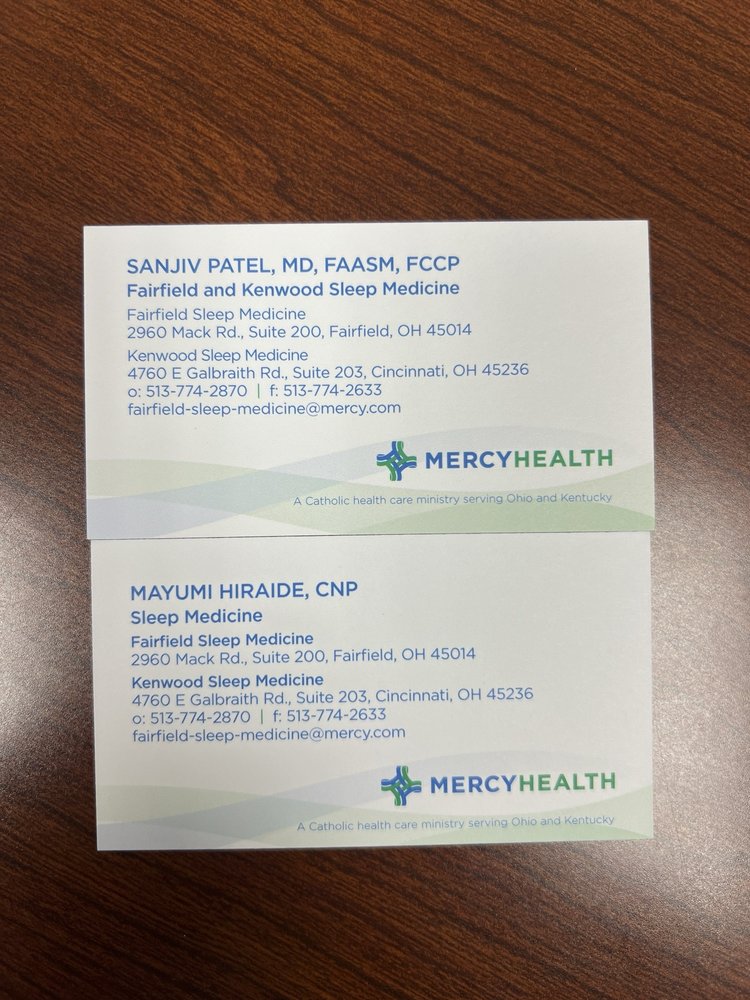 SANJIV PATEL, MD, FAASM, FCCP
Fairfield and Kenwood Sleep Medicine
Fairfield Sleep Medicine
2960 Mack Rd., Suite 200, Fairfield, OH 45014
Kenwood Sleep Medicine
4760 E Galbraith Rd., Suite 203, Cincinnati, OH 45236
o: 513-774-2870 | f: 513-774-2633
fairfield-sleep-medicine@mercy.com
MERCYHEALTH
A Catholic health care ministry serving Ohio and Kentucky
MAYUMI HIRAIDE, CNP
Sleep Medicine
Fairfield Sleep Medicine
2960 Mack Rd., Suite 200, Fairfield, OH 45014
Kenwood Sleep Medicine
4760 E Galbraith Rd., Suite 203, Cincinnati, OH 45236
o: 513-774-2870 | f: 513-774-2633
fairfield-sleep-medicine@mercy.com
MERCYHEALTH
A Catholic health care ministry serving Ohio and Kentucky